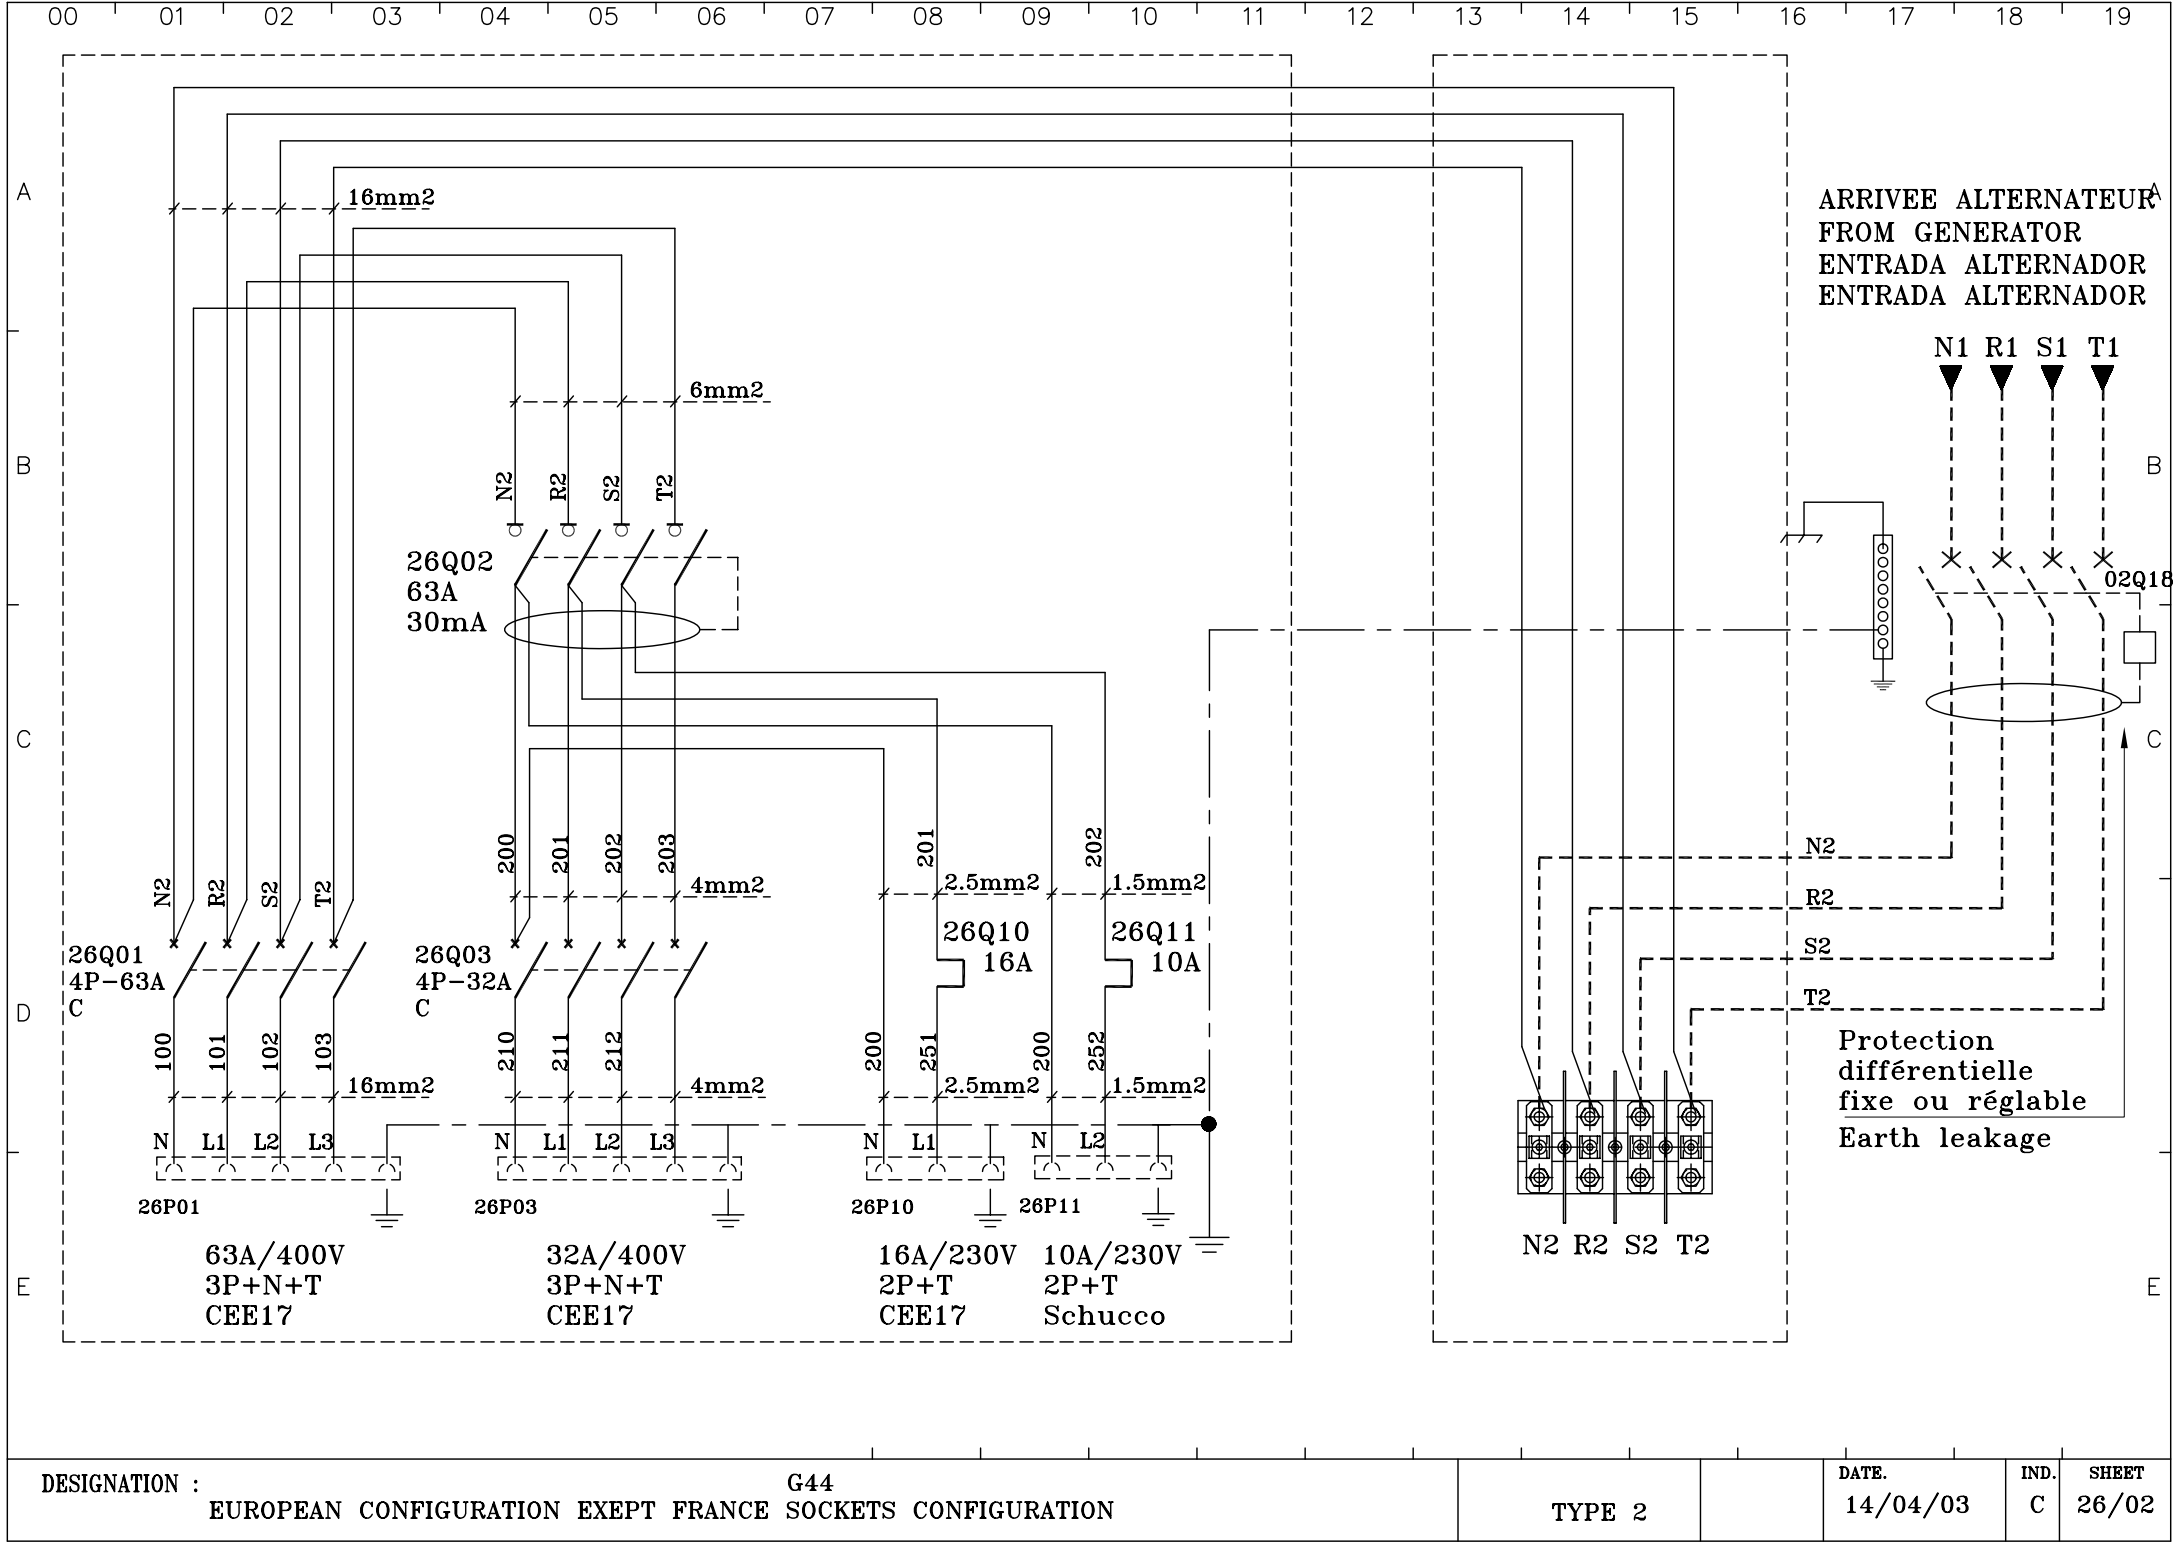 00 01 02 03 04 05 06 07 08 09 10 11 12 13 14 15 16 17 18 19
A
A
16mm2
ARRIVEE ALTERNATEUR
FROM GENERATOR
ENTRADA ALTERNADOR
ENTRADA ALTERNADOR
N1 R1 S1 T1
6mm2
B
B
N2 R2 S2 T2
26Q02
63A
30mA
02Q18
C
C
200 201 202 203
201
202
N2
R2
S2
T2
N2 R2 S2 T2
4mm2
2.5mm2
1.5mm2
26Q01
4P-63A
C
26Q03
4P-32A
C
26Q10
16A
26Q11
10A
D
100 101 102 103
210 211 212
200 251
200 252
16mm2
4mm2
2.5mm2
1.5mm2
Protection
différentielle
fixe ou réglable
Earth leakage
N L1 L2 L3
N L1 L2 L3
N L1
N L2
26P01
26P03
26P10
26P11
N2 R2 S2 T2
E
E
63A/400V
3P+N+T
CEE17
32A/400V
3P+N+T
CEE17
16A/230V
2P+T
CEE17
10A/230V
2P+T
Schucco
DESIGNATION :
G44
EUROPEAN CONFIGURATION EXEPT FRANCE SOCKETS CONFIGURATION
TYPE 2
DATE.
14/04/03
IND.
C
SHEET
26/02